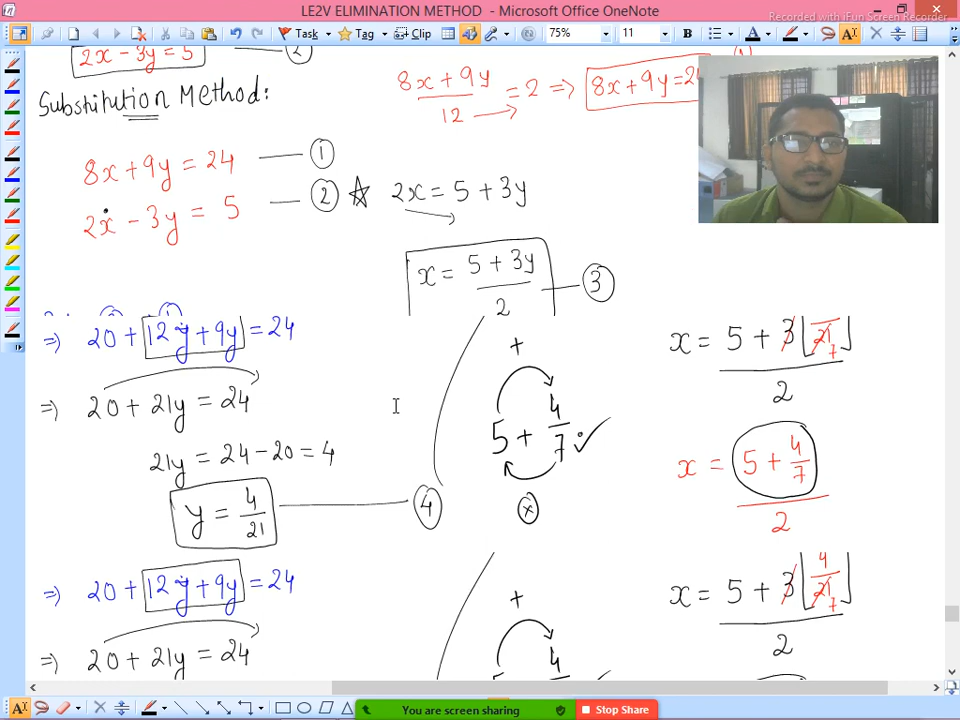 LE2V ELIMINATION METHOD - Microsoft Office OneNote
Recorded with iFun Screen Recorder
Task
Tag
Clip
75%
11
B
A
2x - 3y = 5
8x + 9y / 12 = 2 => 8x + 9y = 24
Substitution Method:
8x + 9y = 24 — 1
2x - 3y = 5 — 2 ☆ 2x = 5 + 3y
x = 5 + 3y / 2 — 3
=> 20 + 12y + 9y = 24
=> 20 + 21y = 24
21y = 24 - 20 = 4
y = 4/21 — 4
+
5 + 4/7 ✓
×
x = 5 + 3[ /21 7] / 2
x = 5 + 4/7 / 2
=> 20 + 12y + 9y = 24
=> 20 + 21y = 24
+
4
x = 5 + 3[4/21 7] / 2
You are screen sharing
Stop Share